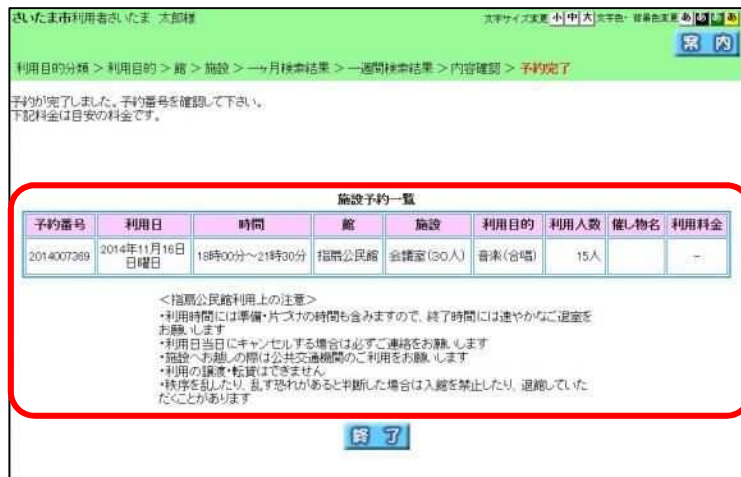 さいたま市利用者さいたま 太郎様
文字サイズ変更 小 中 大 文字色・背景色変更 あ あ あ あ
案 内
利用目的分類 > 利用目的 > 館 > 施設 > 一ヶ月検索結果 > 一週間検索結果 > 内容確認 > 予約完了
予約が完了しました。予約番号を確認して下さい。
下記料金は目安の料金です。
施設予約一覧
予約番号 利用日 時間 館 施設 利用目的 利用人数 催し物名 利用料金
2014007369 2014年11月16日 日曜日 18時00分～21時30分 指扇公民館 会議室(30人) 音楽(合唱) 15人 -
＜指扇公民館利用上の注意＞
・利用時間には準備・片づけの時間も含みますので、終了時間には速やかなご退室を
お願いします
・利用日当日にキャンセルする場合は必ずご連絡をお願いします
・施設へお越しの際は公共交通機関のご利用をお願いします
・利用の譲渡・転貸はできません
・秩序を乱したり、乱す恐れがあると判断した場合は入館を禁止したり、退館していた
だくことがあります
終 了